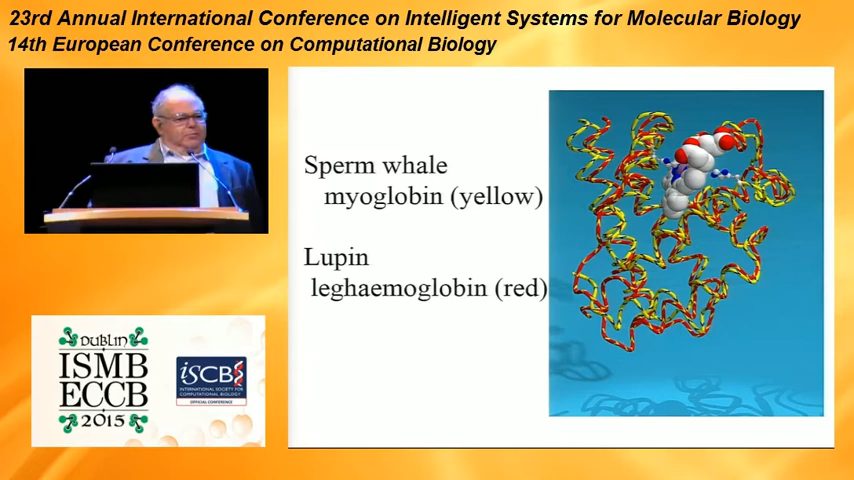 23rd Annual International Conference on Intelligent Systems for Molecular Biology
14th European Conference on Computational Biology
Sperm whale
myoglobin (yellow)
Lupin
leghaemoglobin (red)
DUBLIN
ISMB
ECCB
2015
ISCB
INTERNATIONAL SOCIETY FOR
COMPUTATIONAL BIOLOGY
OFFICIAL CONFERENCE